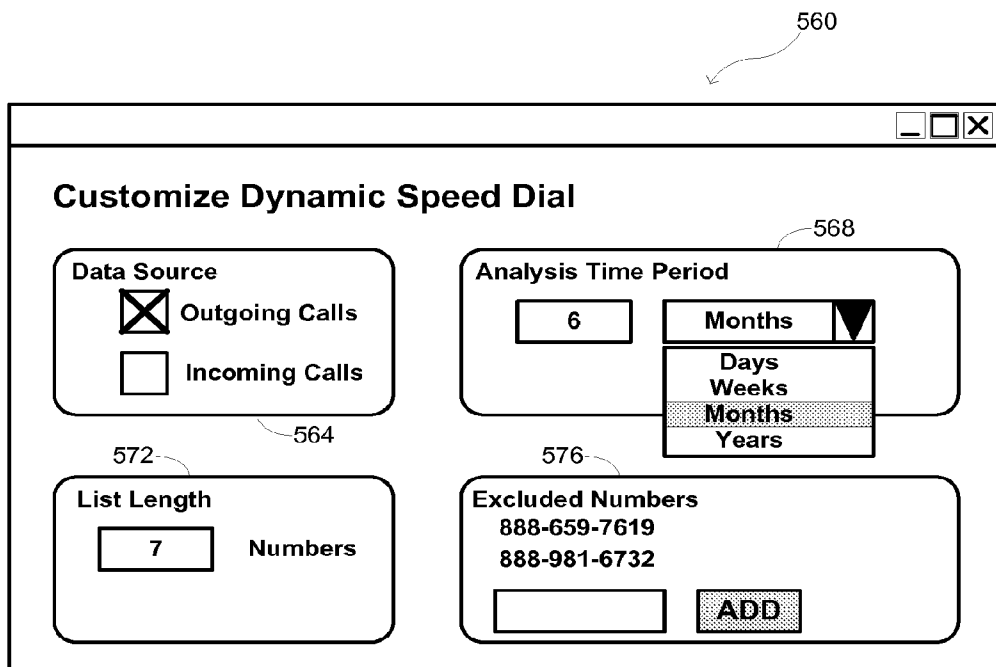 560
Customize Dynamic Speed Dial
568
Data Source
Outgoing Calls
Incoming Calls
564
Analysis Time Period
6 Months
Days
Weeks
Months
Years
572
List Length
7 Numbers
576
Excluded Numbers
888-659-7619
888-981-6732
ADD